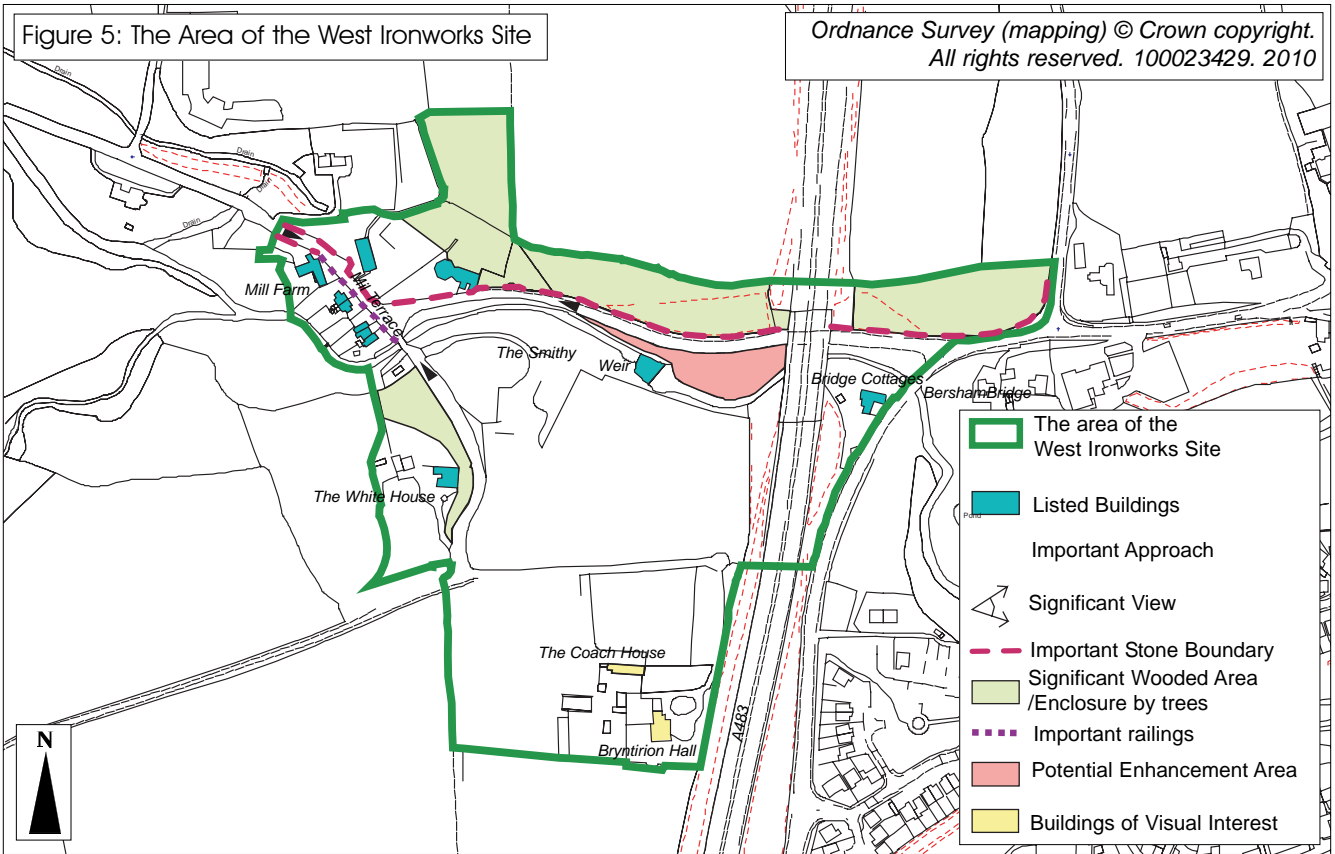 Figure 5: The Area of the West Ironworks Site
Ordnance Survey (mapping) © Crown copyright.
All rights reserved. 100023429. 2010
Drain
Drain
Drain
Drain
Mill Farm
Mill Terrace
The Smithy
Weir
Bridge Cottages
BershamBridge
The White House
Pond
The Coach House
Bryntirion Hall
A483
N
The area of the
West Ironworks Site
Listed Buildings
Important Approach
Significant View
Important Stone Boundary
Significant Wooded Area
/Enclosure by trees
Important railings
Potential Enhancement Area
Buildings of Visual Interest